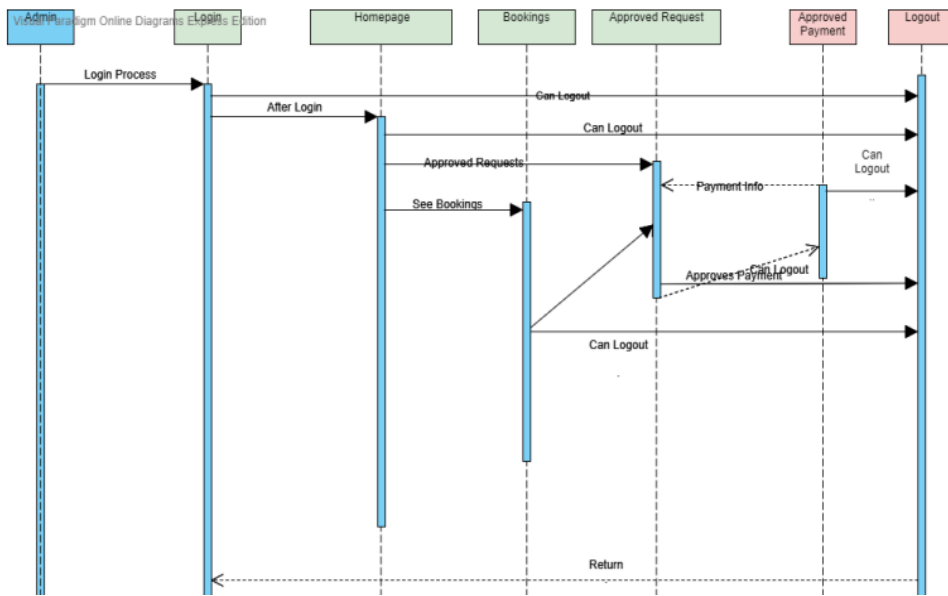 Visual Paradigm Online Diagrams Express Edition
Admin
Login
Homepage
Bookings
Approved Request
Approved
Payment
Logout
Login Process
Can Logout
After Login
Can Logout
Approved Requests
Can
Logout
Payment Info
See Bookings
Can Logout
Approves Payment
Can Logout
Return